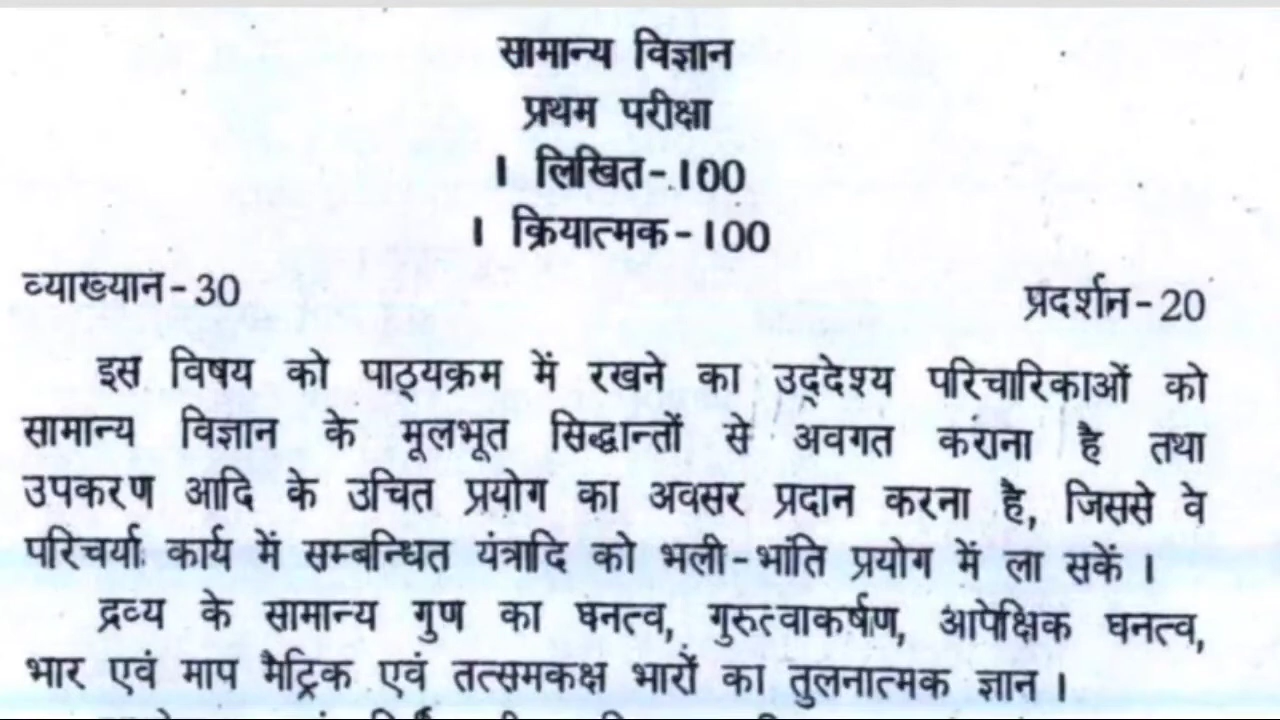 सामान्य विज्ञान
प्रथम परीक्षा
। लिखित-100
। क्रियात्मक-100
व्याख्यान-30 प्रदर्शन-20
इस विषय को पाठ्यक्रम में रखने का उद्देश्य परिचारिकाओं को
सामान्य विज्ञान के मूलभूत सिद्धान्तों से अवगत कराना है तथा
उपकरण आदि के उचित प्रयोग का अवसर प्रदान करना है, जिससे वे
परिचर्या कार्य में सम्बन्धित यंत्रादि को भली-भांति प्रयोग में ला सकें ।
द्रव्य के सामान्य गुण का घनत्व, गुरुत्वाकर्षण, आपेक्षिक घनत्व,
भार एवं माप मैट्रिक एवं तत्समकक्ष भारों का तुलनात्मक ज्ञान ।